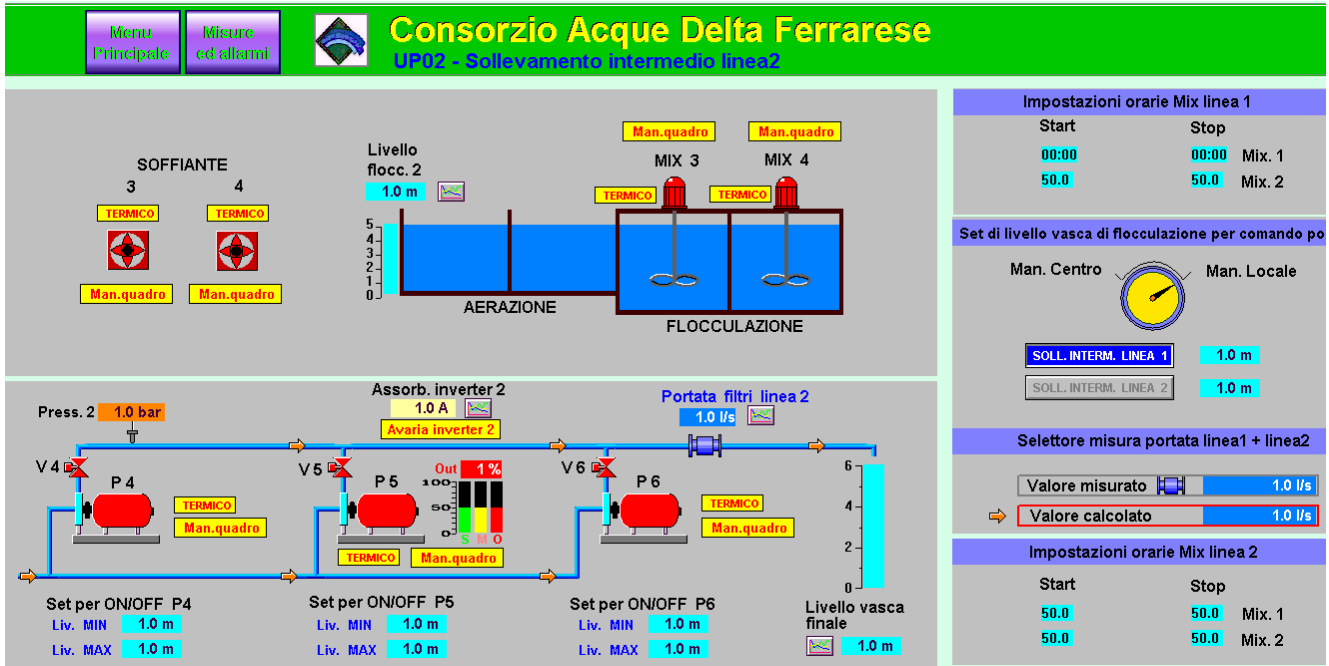 Menu
Principale
Misure
ed allarmi
Consorzio Acque Delta Ferrarese
UP02 - Sollevamento intermedio linea2
SOFFIANTE
3 4
TERMICO TERMICO
Man.quadro Man.quadro
Livello
flocc. 2
1.0 m
5
4
3
2
1
0
AERAZIONE
Man.quadro Man.quadro
MIX 3 MIX 4
TERMICO TERMICO
FLOCCULAZIONE
Impostazioni orarie Mix linea 1
Start Stop
00:00 00:00 Mix. 1
50.0 50.0 Mix. 2
Set di livello vasca di flocculazione per comando po
Man. Centro Man. Locale
SOLL. INTERM. LINEA 1 1.0 m
SOLL. INTERM. LINEA 2 1.0 m
Selettore misura portata linea1 + linea2
Valore misurato 1.0 l/s
Valore calcolato 1.0 l/s
Impostazioni orarie Mix linea 2
Start Stop
50.0 50.0 Mix. 1
50.0 50.0 Mix. 2
Press. 2 1.0 bar
Assorb. inverter 2
1.0 A
Avaria inverter 2
Portata filtri linea 2
1.0 l/s
V 4
P 4
TERMICO
Man.quadro
V 5
P 5
Out 1 %
100
50
0
S M O
TERMICO Man.quadro
V 6
P 6
TERMICO
Man.quadro
6
4
2
0
Livello vasca
finale
1.0 m
Set per ON/OFF P4
Liv. MIN 1.0 m
Liv. MAX 1.0 m
Set per ON/OFF P5
Liv. MIN 1.0 m
Liv. MAX 1.0 m
Set per ON/OFF P6
Liv. MIN 1.0 m
Liv. MAX 1.0 m